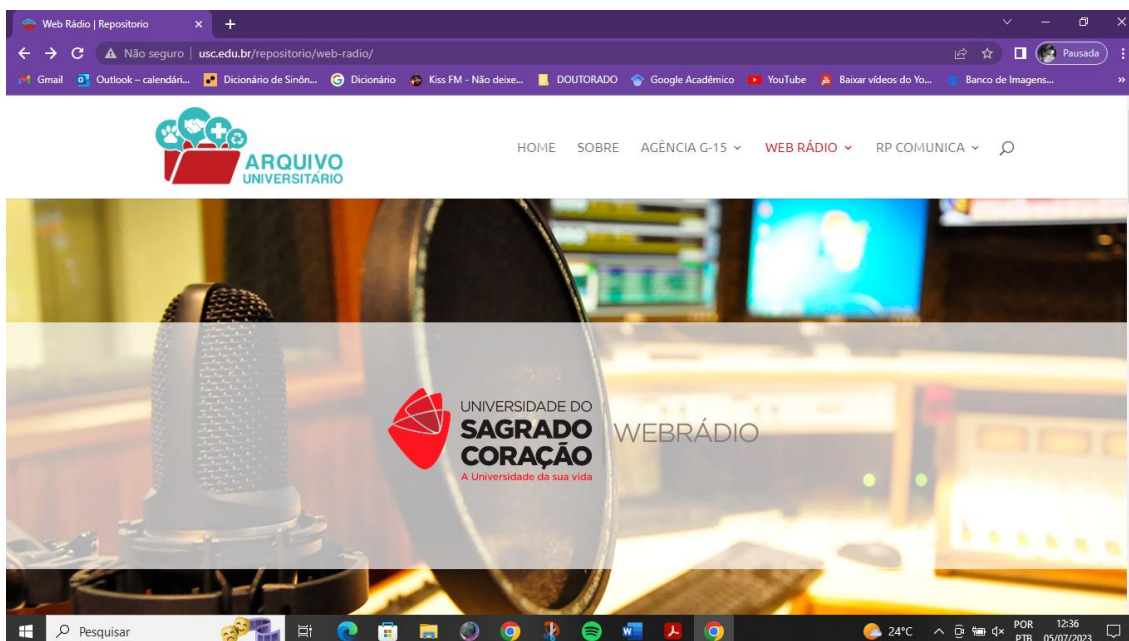 Web Rádio | Repositorio
Não seguro | usc.edu.br/repositorio/web-radio/
Pausada
Gmail Outlook – calendári... Dicionário de Sinôn... Dicionário Kiss FM - Não deixe... DOUTORADO Google Acadêmico YouTube Baixar vídeos do Yo... Banco de Imagens... »
ARQUIVO
UNIVERSITÁRIO
HOME SOBRE AGÊNCIA G-15 WEB RÁDIO RP COMUNICA
UNIVERSIDADE DO
SAGRADO
CORAÇÃO
A Universidade da sua vida
WEBRÁDIO
Pesquisar
24°C
POR
PTB
12:36
05/07/2023